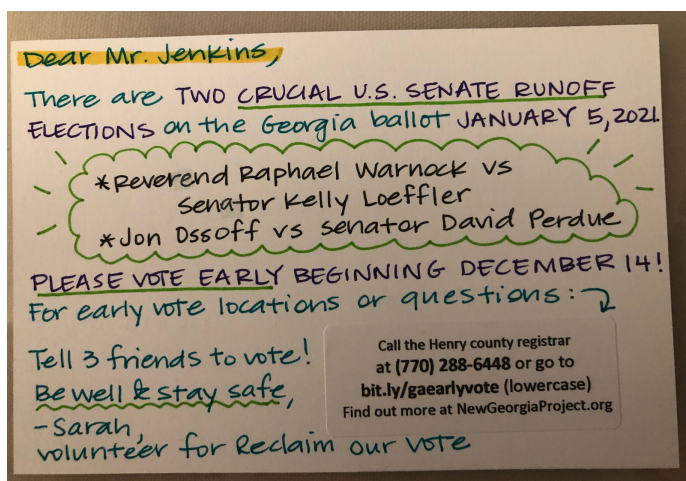 Dear Mr. Jenkins,
There are TWO CRUCIAL U.S. SENATE RUNOFF
ELECTIONS on the Georgia ballot JANUARY 5, 2021
*Reverend Raphael Warnock vs
Senator Kelly Loeffler
*Jon Ossoff vs Senator David Perdue
PLEASE VOTE EARLY BEGINNING DECEMBER 14!
For early vote locations or questions:
Call the Henry county registrar
at (770) 288-6448 or go to
bit.ly/gaearlyvote (lowercase)
Find out more at NewGeorgiaProject.org
Tell 3 friends to vote!
Be well & stay safe,
-Sarah,
volunteer for Reclaim our vote